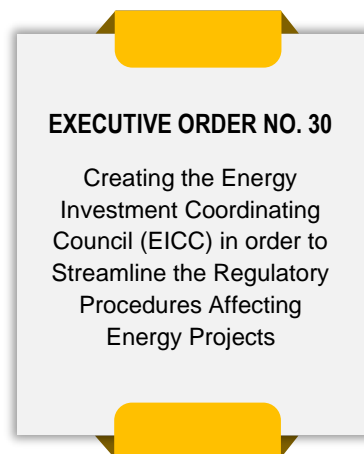 EXECUTIVE ORDER NO. 30
Creating the Energy
Investment Coordinating
Council (EICC) in order to
Streamline the Regulatory
Procedures Affecting
Energy Projects